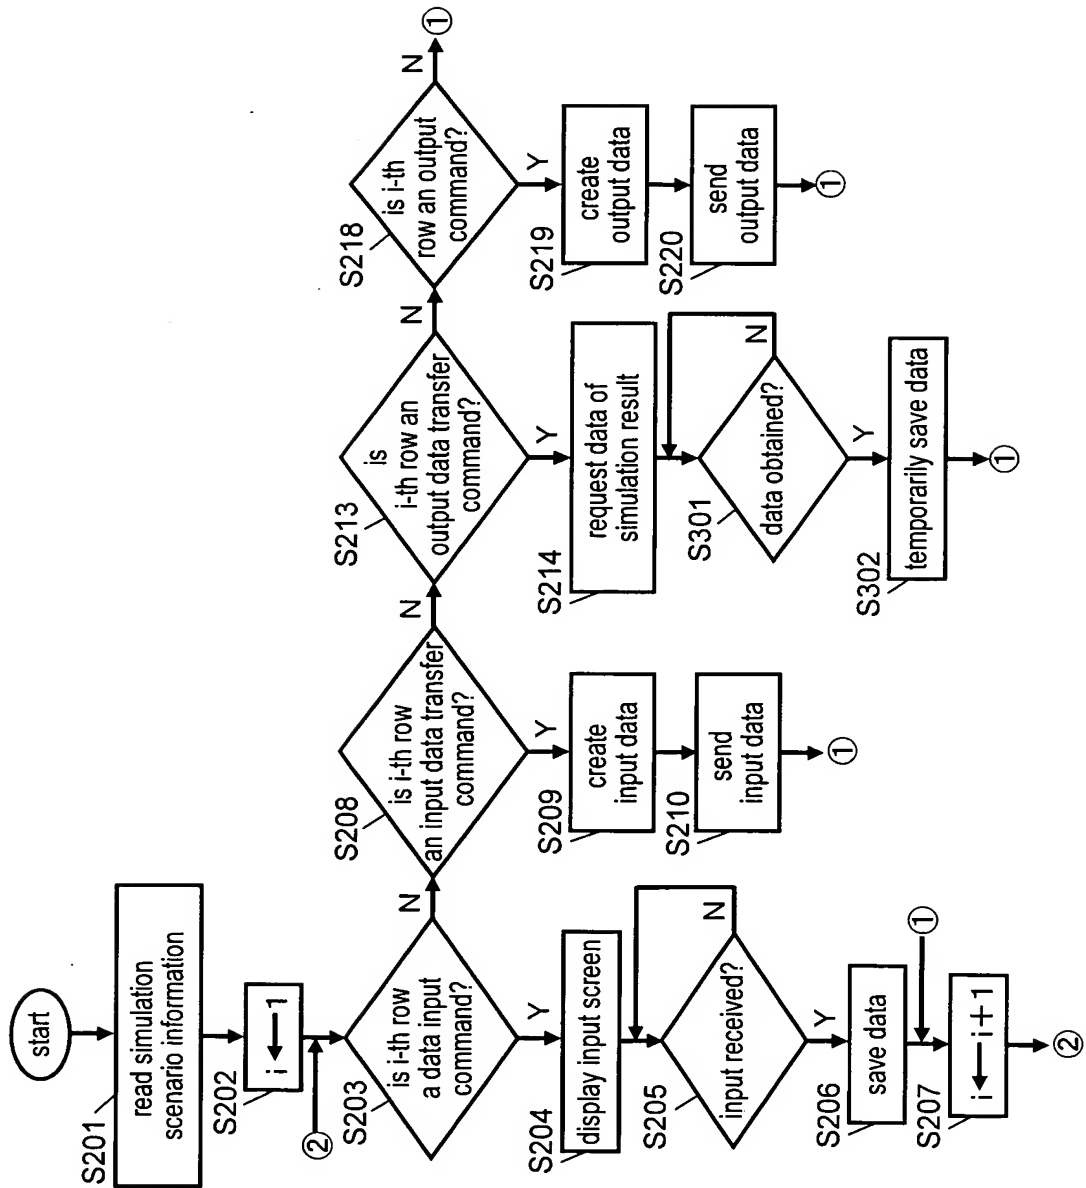 start
S201
read simulation
scenario information
S202
i ← 1
②
S203
is i-th row
a data input
command?
N
Y
S204
display input screen
S205
input received?
N
Y
S206
save data
①
S207
i ← i+1
②
S208
is i-th row
an input data transfer
command?
N
Y
S209
create
input data
S210
send
input data
①
S213
is
i-th row an
output data transfer
command?
N
Y
S214
request data of
simulation result
S301
data obtained?
N
Y
S302
temporarily save data
①
S218
is i-th
row an output
command?
N
①
Y
S219
create
output data
S220
send
output data
①